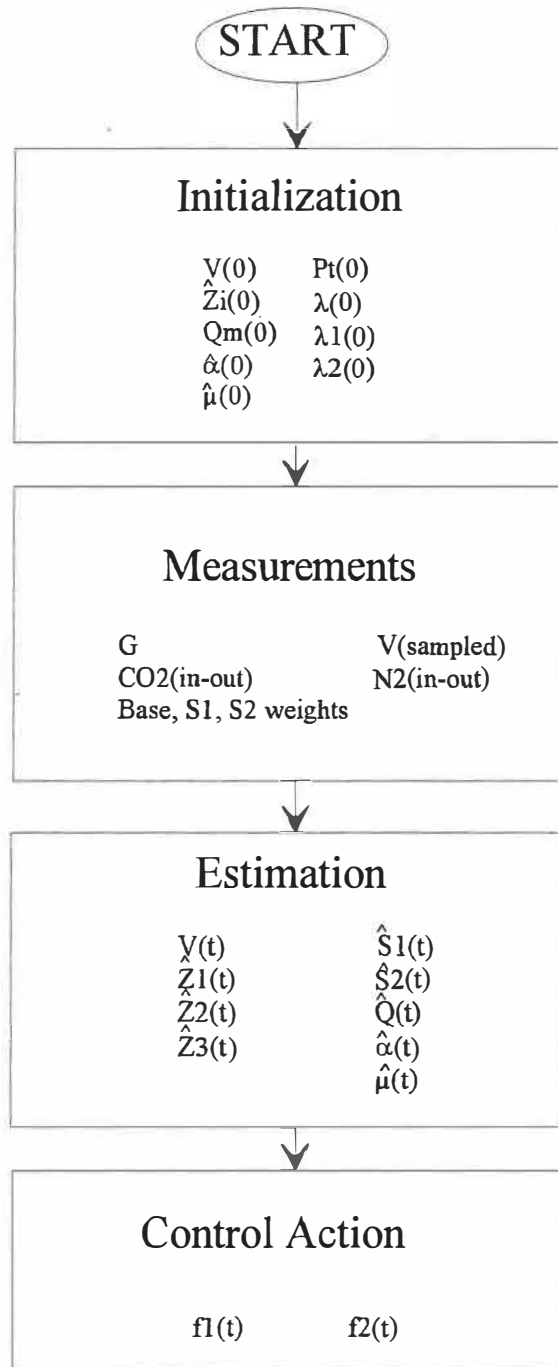 START
Initialization
V(0) Pt(0)
Ẑi(0) λ(0)
Qm(0) λ1(0)
α̂(0) λ2(0)
μ̂(0)
Measurements
G V(sampled)
CO2(in-out) N2(in-out)
Base, S1, S2 weights
Estimation
V(t) Ŝ1(t)
Ẑ1(t) Ŝ2(t)
Ẑ2(t) Q̂(t)
Ẑ3(t) α̂(t)
μ̂(t)
Control Action
f1(t) f2(t)